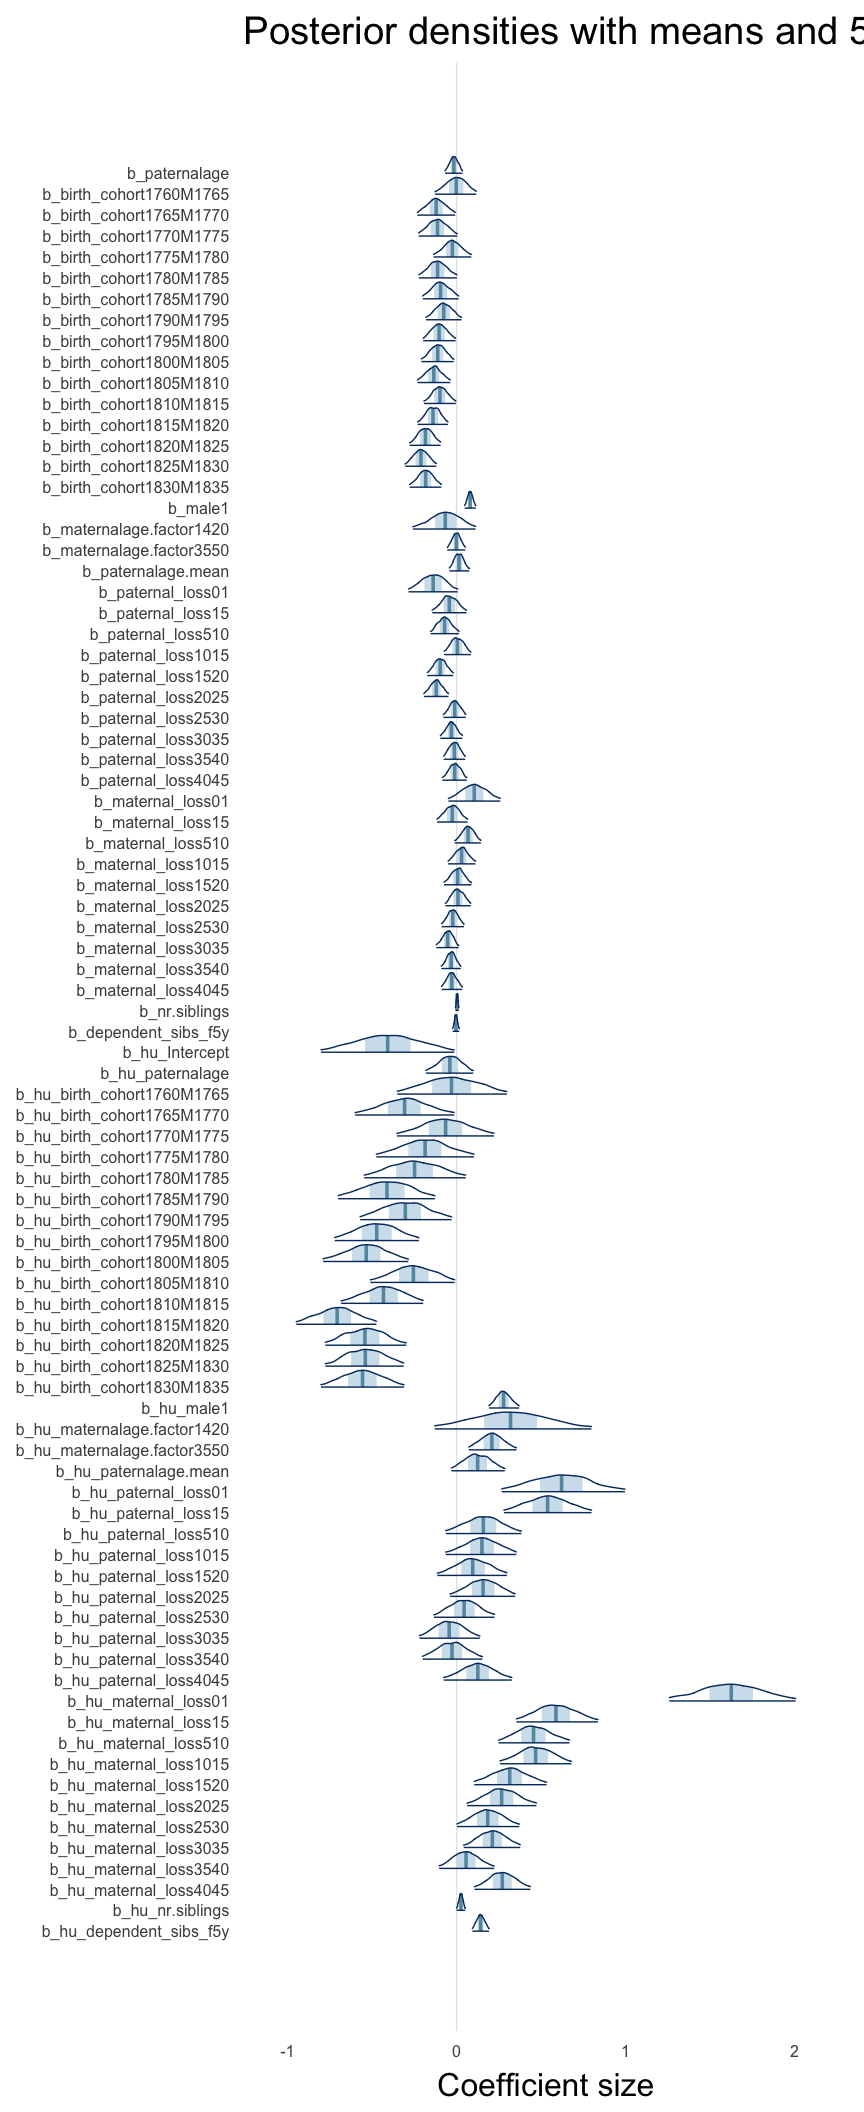 Posterior densities with means and 5
b_paternalage
b_birth_cohort1760M1765
b_birth_cohort1765M1770
b_birth_cohort1770M1775
b_birth_cohort1775M1780
b_birth_cohort1780M1785
b_birth_cohort1785M1790
b_birth_cohort1790M1795
b_birth_cohort1795M1800
b_birth_cohort1800M1805
b_birth_cohort1805M1810
b_birth_cohort1810M1815
b_birth_cohort1815M1820
b_birth_cohort1820M1825
b_birth_cohort1825M1830
b_birth_cohort1830M1835
b_male1
b_maternalage.factor1420
b_maternalage.factor3550
b_paternalage.mean
b_paternal_loss01
b_paternal_loss15
b_paternal_loss510
b_paternal_loss1015
b_paternal_loss1520
b_paternal_loss2025
b_paternal_loss2530
b_paternal_loss3035
b_paternal_loss3540
b_paternal_loss4045
b_maternal_loss01
b_maternal_loss15
b_maternal_loss510
b_maternal_loss1015
b_maternal_loss1520
b_maternal_loss2025
b_maternal_loss2530
b_maternal_loss3035
b_maternal_loss3540
b_maternal_loss4045
b_nr.siblings
b_dependent_sibs_f5y
b_hu_Intercept
b_hu_paternalage
b_hu_birth_cohort1760M1765
b_hu_birth_cohort1765M1770
b_hu_birth_cohort1770M1775
b_hu_birth_cohort1775M1780
b_hu_birth_cohort1780M1785
b_hu_birth_cohort1785M1790
b_hu_birth_cohort1790M1795
b_hu_birth_cohort1795M1800
b_hu_birth_cohort1800M1805
b_hu_birth_cohort1805M1810
b_hu_birth_cohort1810M1815
b_hu_birth_cohort1815M1820
b_hu_birth_cohort1820M1825
b_hu_birth_cohort1825M1830
b_hu_birth_cohort1830M1835
b_hu_male1
b_hu_maternalage.factor1420
b_hu_maternalage.factor3550
b_hu_paternalage.mean
b_hu_paternal_loss01
b_hu_paternal_loss15
b_hu_paternal_loss510
b_hu_paternal_loss1015
b_hu_paternal_loss1520
b_hu_paternal_loss2025
b_hu_paternal_loss2530
b_hu_paternal_loss3035
b_hu_paternal_loss3540
b_hu_paternal_loss4045
b_hu_maternal_loss01
b_hu_maternal_loss15
b_hu_maternal_loss510
b_hu_maternal_loss1015
b_hu_maternal_loss1520
b_hu_maternal_loss2025
b_hu_maternal_loss2530
b_hu_maternal_loss3035
b_hu_maternal_loss3540
b_hu_maternal_loss4045
b_hu_nr.siblings
b_hu_dependent_sibs_f5y
-1 0 1 2
Coefficient size